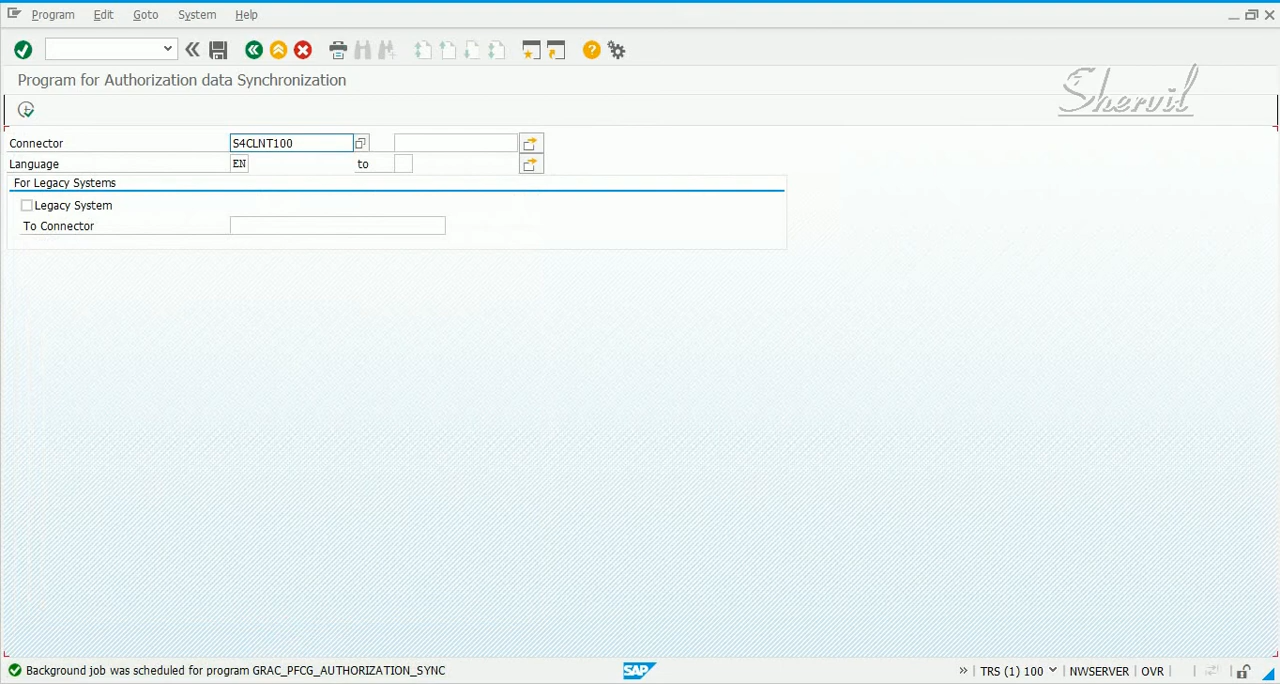 Program Edit Goto System Help
Program for Authorization data Synchronization
Shervil
Connector S4CLNT100
Language EN to
For Legacy Systems
Legacy System
To Connector
Background job was scheduled for program GRAC_PFCG_AUTHORIZATION_SYNC SAP TRS (1) 100 NWSERVER OVR